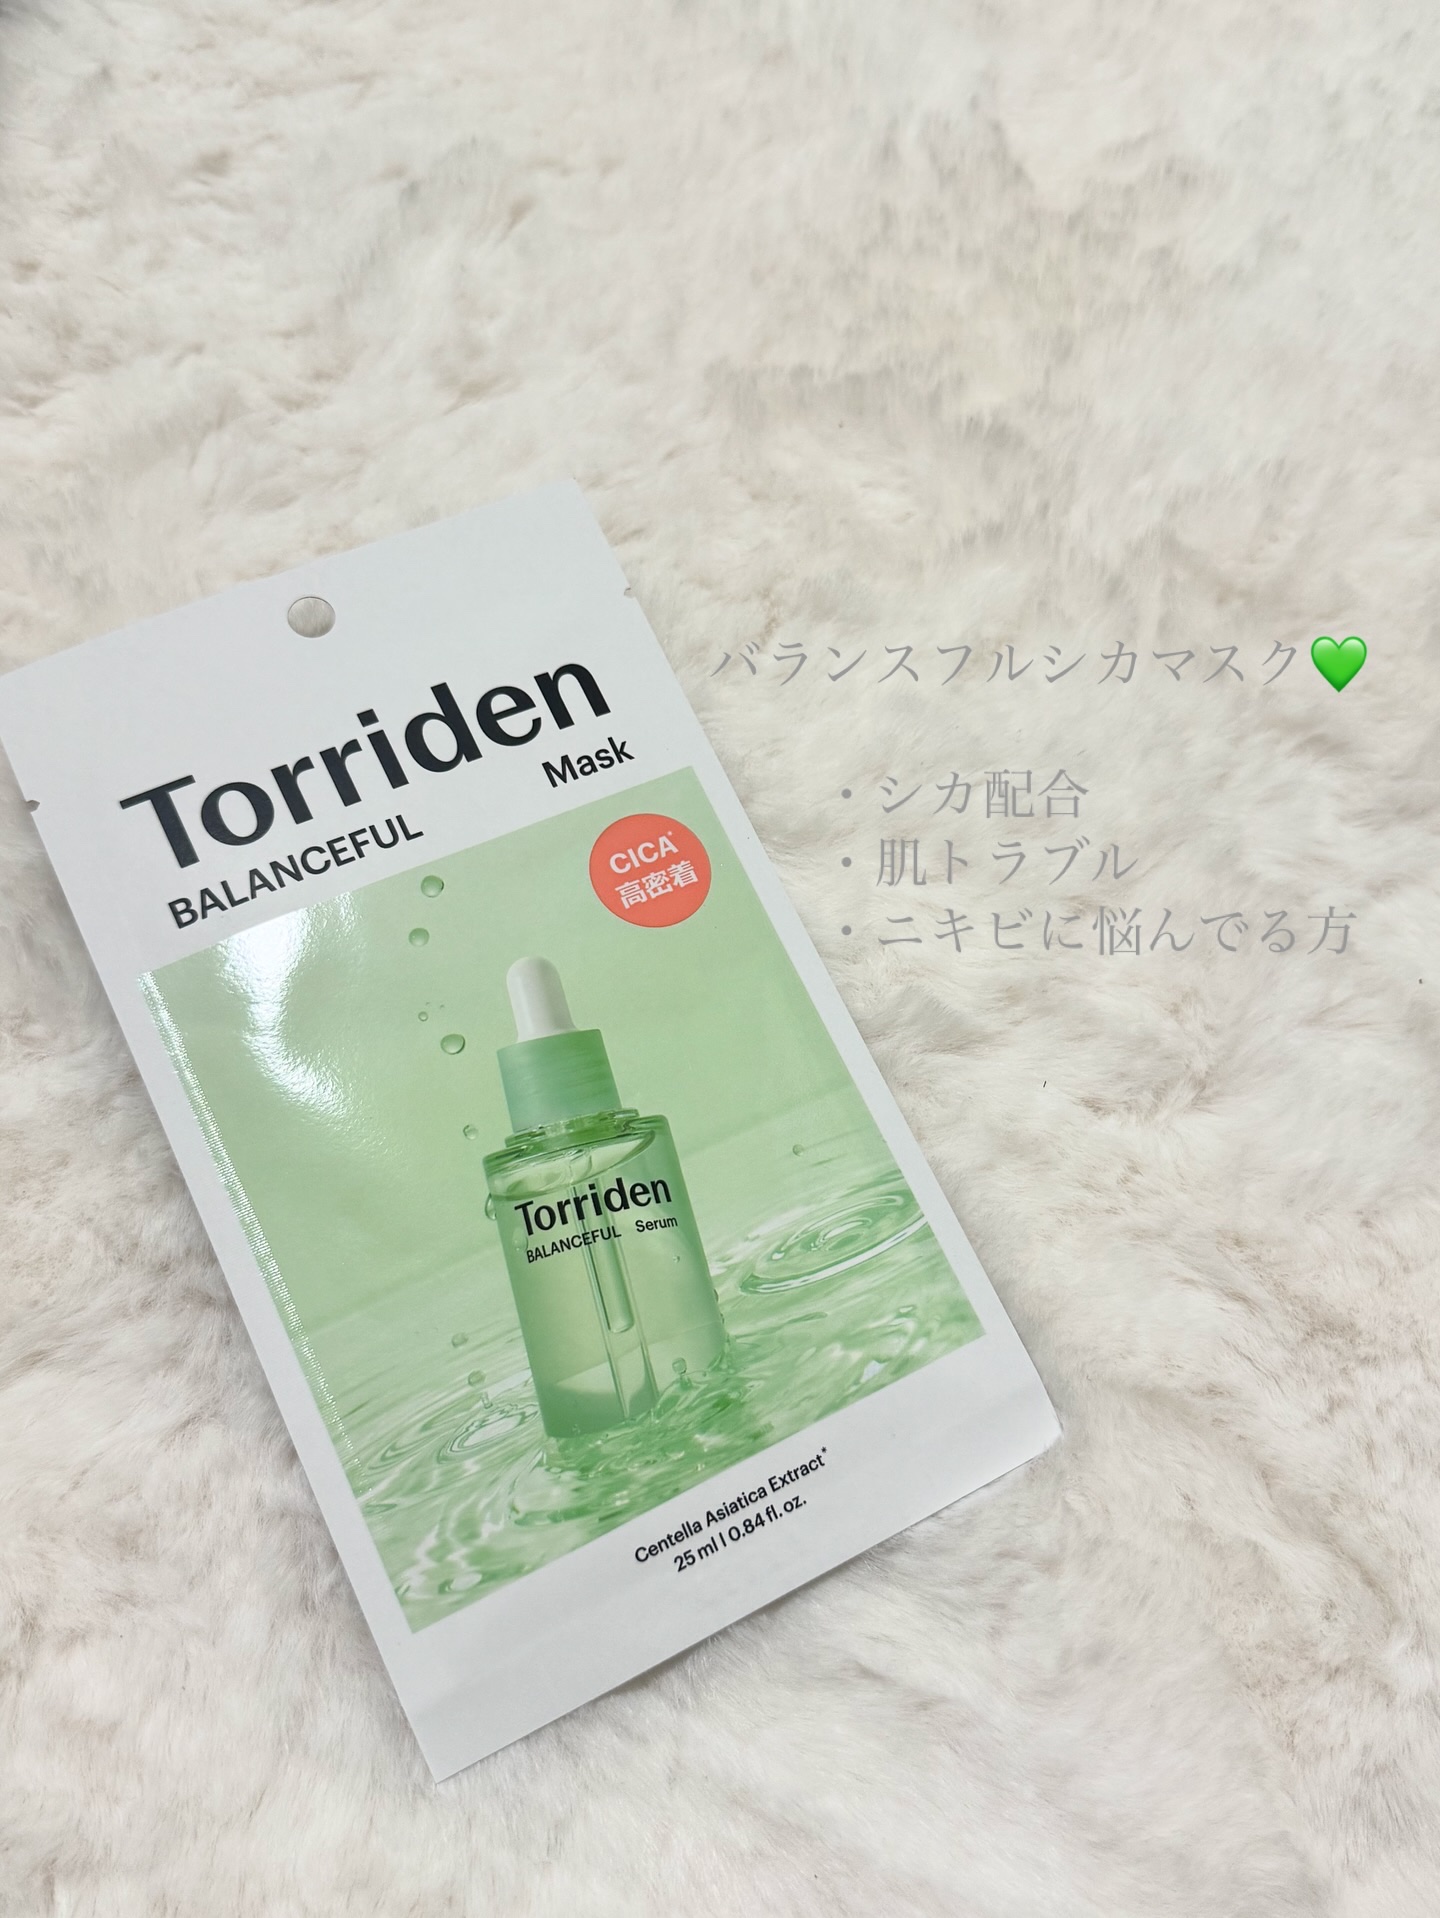 Torriden
Mask
BALANCEFUL
CICA*
高密着
Torriden
BALANCEFUL Serum
Centella Asiatica Extract*
25 ml | 0.84 fl. oz.
バランスフルシカマスク💚
・シカ配合
・肌トラブル
・ニキビに悩んでる方